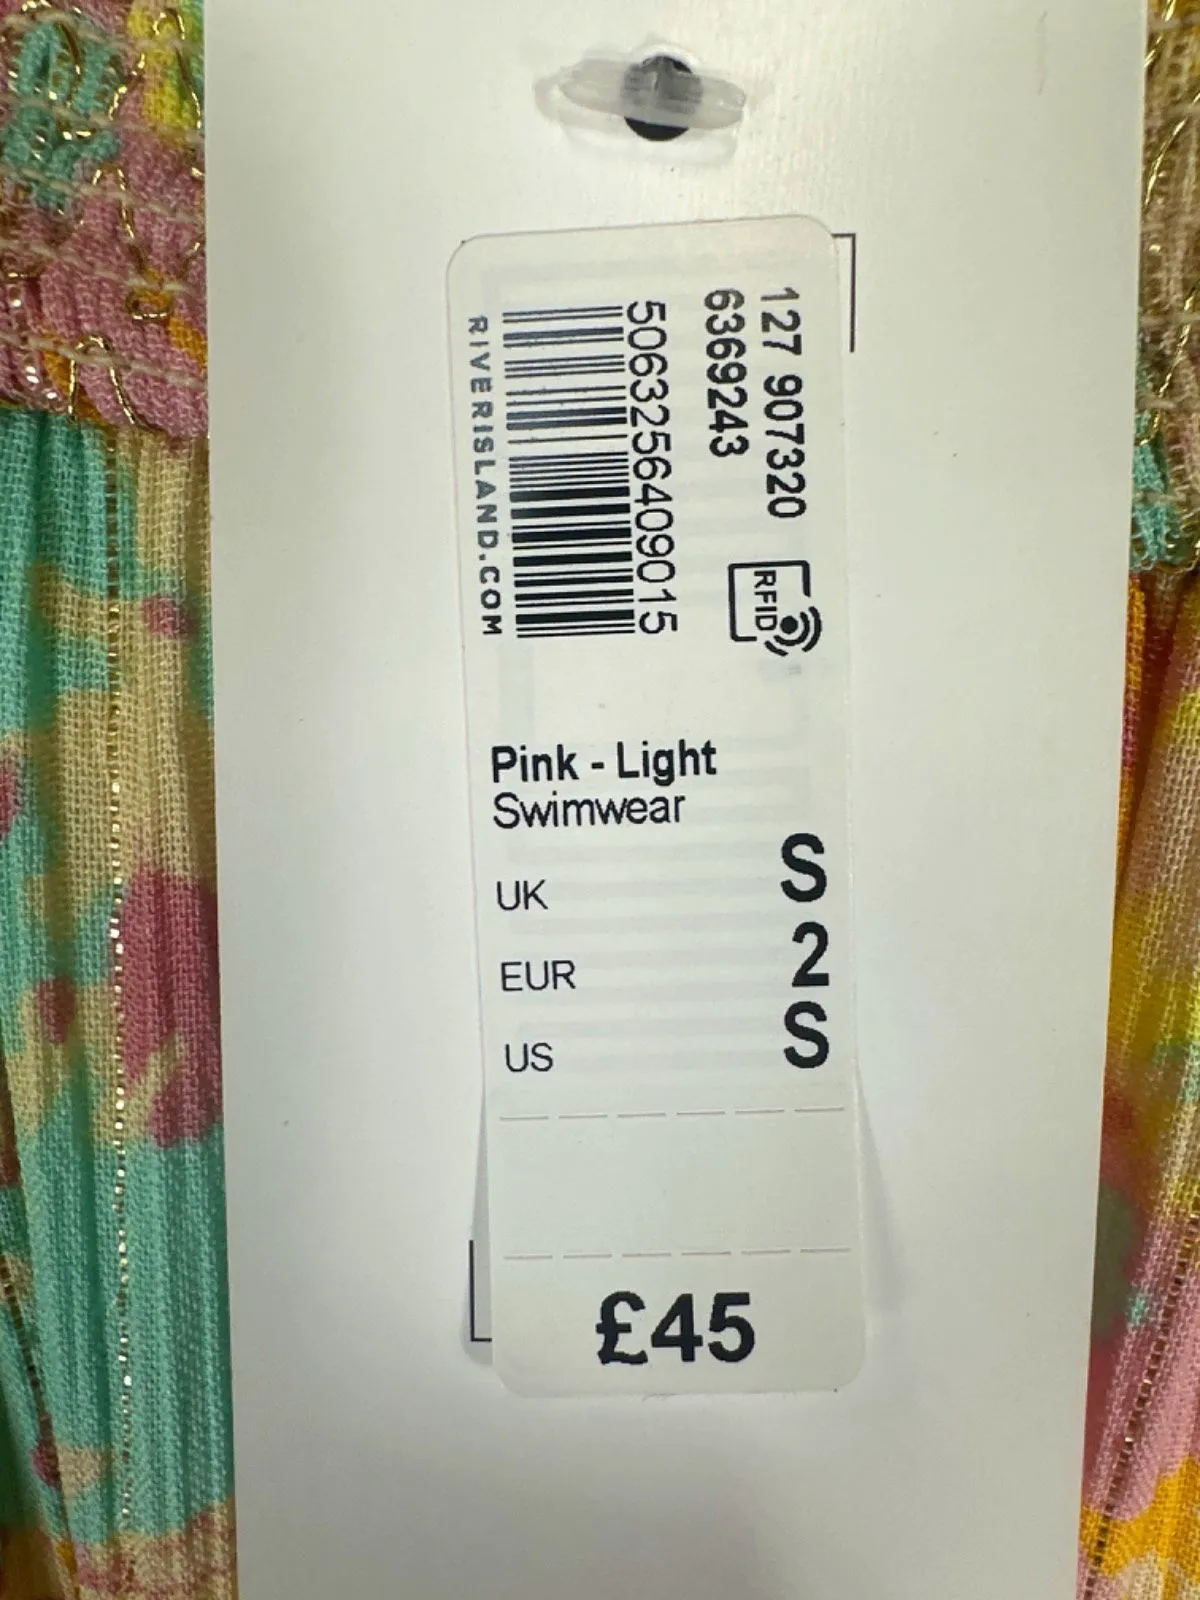 127 907320
6369243
RFID
5063256409015
RIVERISLAND.COM
Pink - Light
Swimwear
UK S
EUR 2
US S
£45